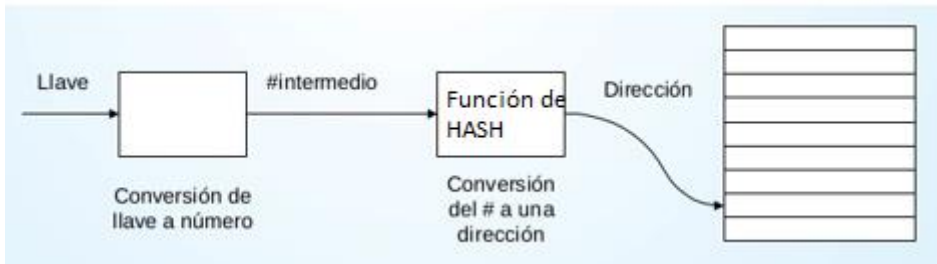 Llave
#intermedio
Función de
HASH
Dirección
Conversión de
llave a número
Conversión
del # a una
dirección